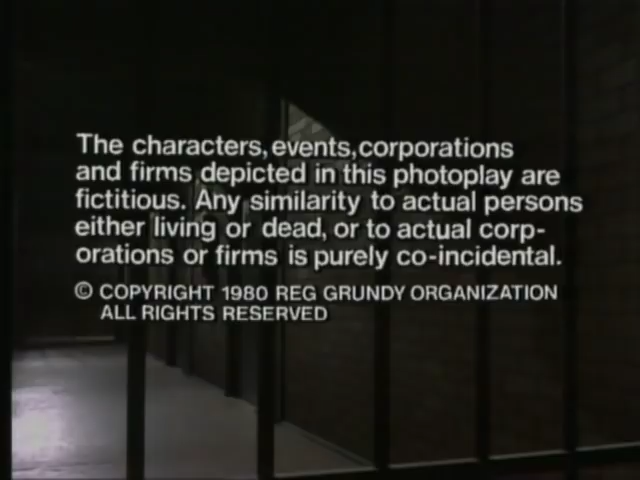 The characters, events, corporations
and firms depicted in this photoplay are
fictitious. Any similarity to actual persons
either living or dead, or to actual corp-
orations or firms is purely co-incidental.
© COPYRIGHT 1980 REG GRUNDY ORGANIZATION
ALL RIGHTS RESERVED